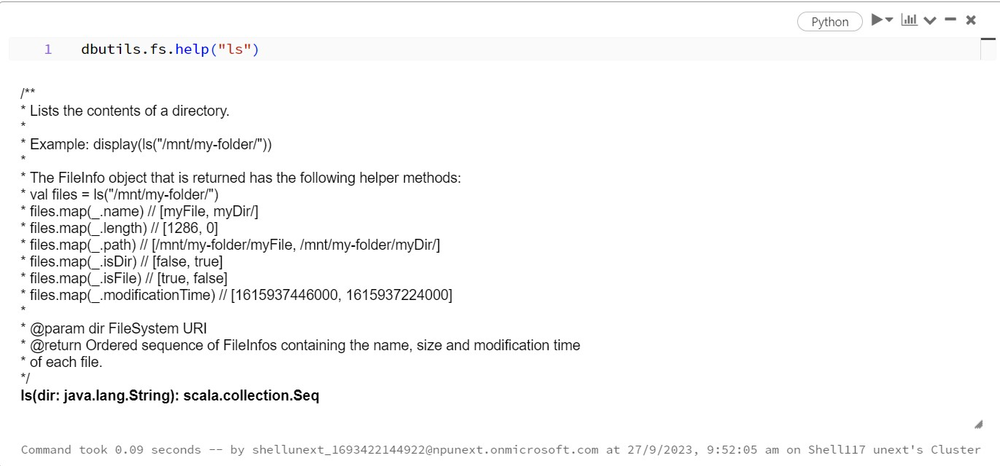 Python
1 dbutils.fs.help("ls")
/**
* Lists the contents of a directory.
*
* Example: display(ls("/mnt/my-folder/"))
*
* The FileInfo object that is returned has the following helper methods:
* val files = ls("/mnt/my-folder/")
* files.map(_.name) // [myFile, myDir/]
* files.map(_.length) // [1286, 0]
* files.map(_.path) // [/mnt/my-folder/myFile, /mnt/my-folder/myDir/]
* files.map(_.isDir) // [false, true]
* files.map(_.isFile) // [true, false]
* files.map(_.modificationTime) // [1615937446000, 1615937224000]
*
* @param dir FileSystem URI
* @return Ordered sequence of FileInfos containing the name, size and modification time
* of each file.
*/
ls(dir: java.lang.String): scala.collection.Seq
Command took 0.09 seconds -- by shellunext_1693422144922@npunext.onmicrosoft.com at 27/9/2023, 9:52:05 am on Shell117 unext's Cluster